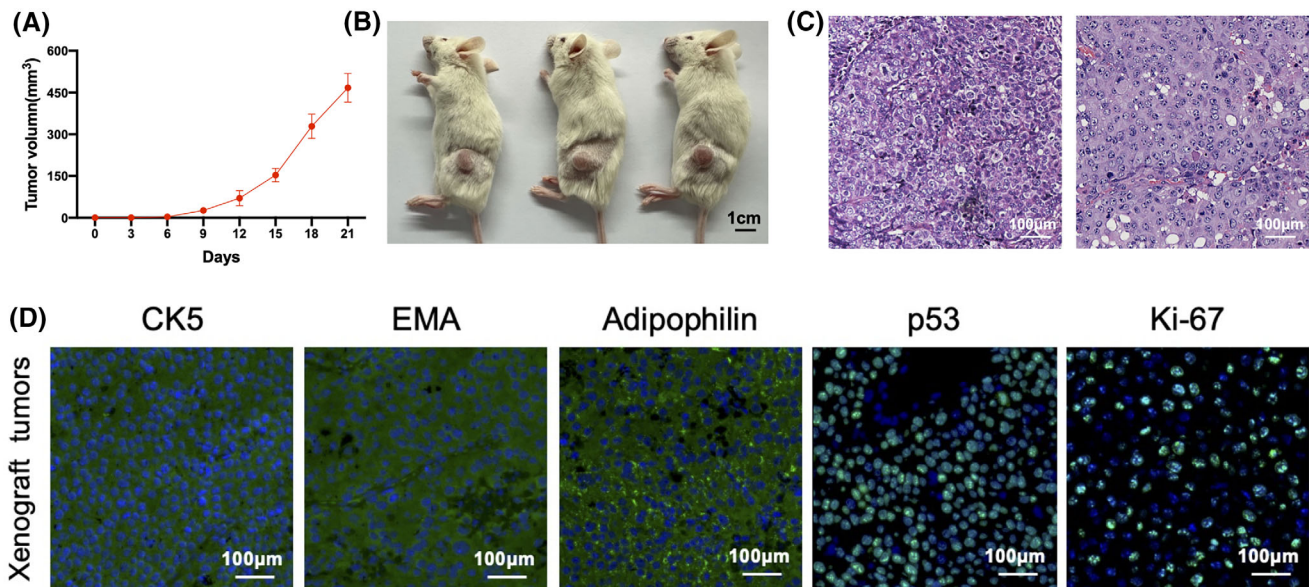 (A)
Tumor volumn(mm³)
600
450
300
150
0
0 3 6 9 12 15 18 21
Days
(B)
1cm
(C)
100μm
100μm
(D)
CK5 EMA Adipophilin p53 Ki-67
Xenograft tumors
100μm 100μm 100μm 100μm 100μm